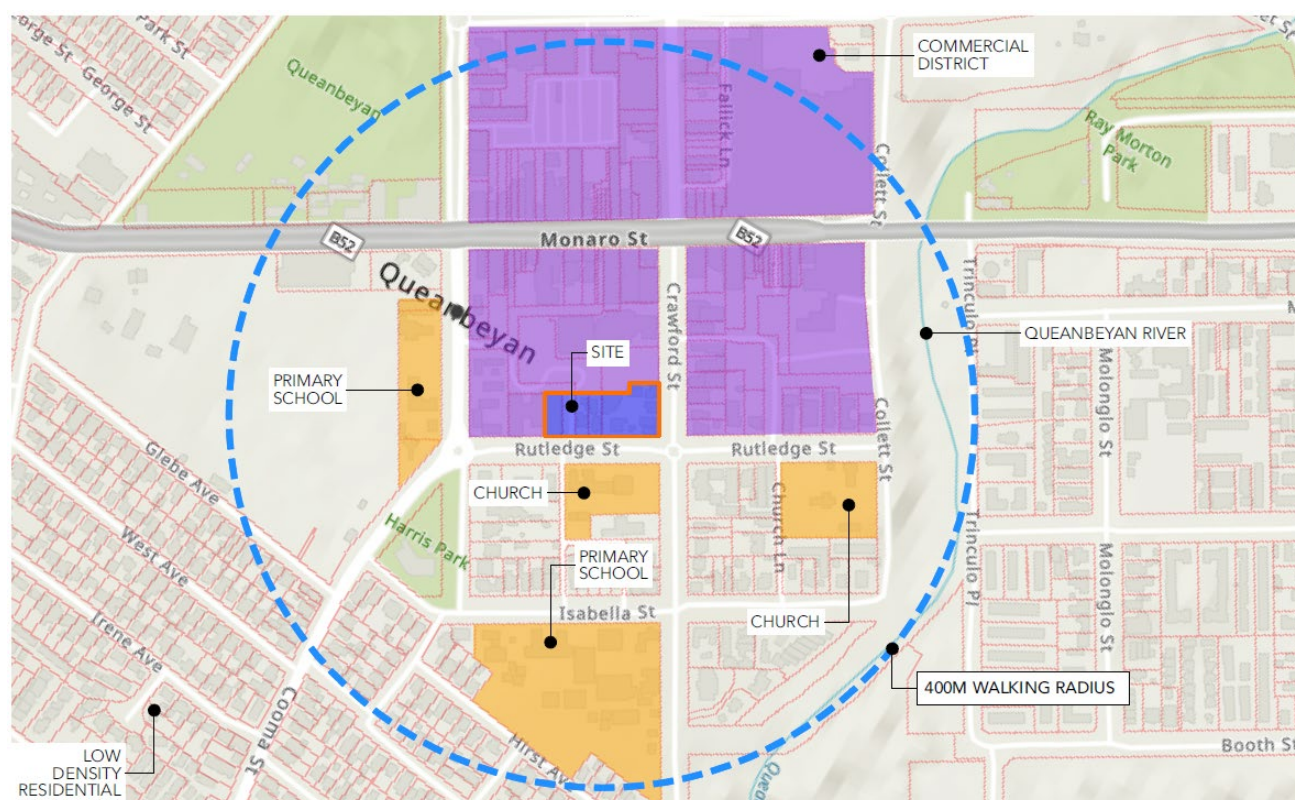 George St
Park St
George St
Queanbeyan
COMMERCIAL
DISTRICT
Fallick Ln
Collett St
Ray Morton
Park
B52
Monaro St
B52
Queanbeyan
Crawford St
Trinculo Pl
QUEANBEYAN RIVER
SITE
PRIMARY
SCHOOL
Molonglo St
Collett St
Rutledge St
Rutledge St
Glebe Ave
CHURCH
CHURCH
Church Ln
Harris Park
West Ave
PRIMARY
SCHOOL
Trinculo Pl
Molonglo St
Isabella St
CHURCH
Irene Ave
400M WALKING RADIUS
Cooma St
Hirst Ave
LOW
DENSITY
RESIDENTIAL
Booth St